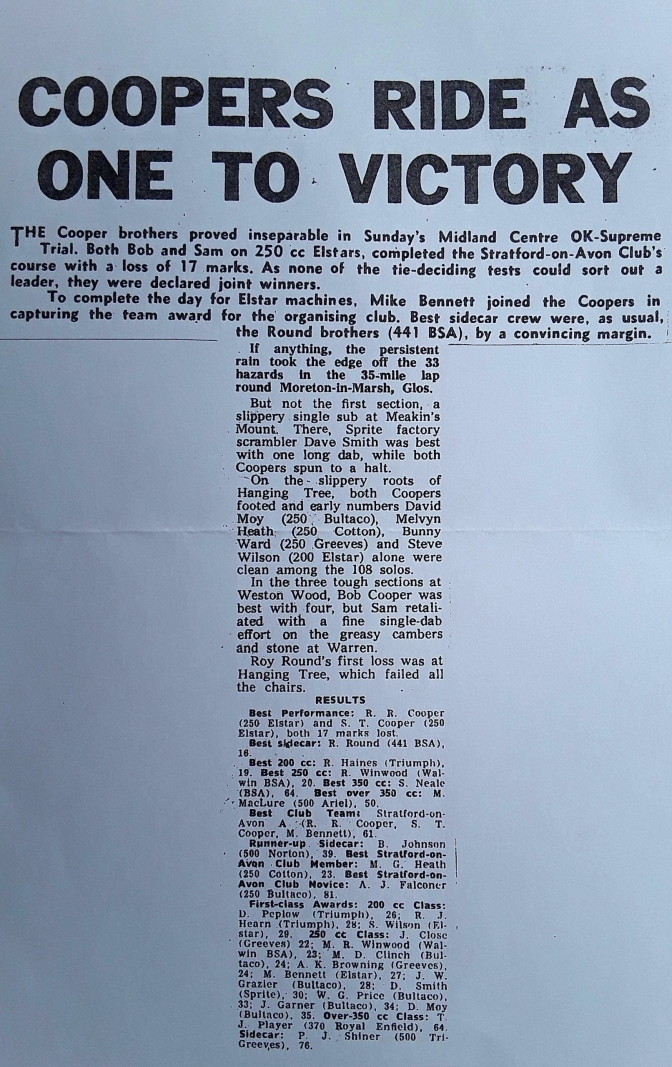 COOPERS RIDE AS
ONE TO VICTORY
THE Cooper brothers proved inseparable in Sunday's Midland Centre OK-Supreme
Trial. Both Bob and Sam on 250 cc Elstars, completed the Stratford-on-Avon Club's
course with a loss of 17 marks. As none of the tie-deciding tests could sort out a
leader, they were declared joint winners.
To complete the day for Elstar machines, Mike Bennett joined the Coopers in
capturing the team award for the organising club. Best sidecar crew were, as usual,
the Round brothers (441 BSA), by a convincing margin.
If anything, the persistent
rain took the edge off the 33
hazards in the 35-mile lap
round Moreton-in-Marsh, Glos.
But not the first section, a
slippery single sub at Meakin's
Mount. There, Sprite factory
scrambler Dave Smith was best
with one long dab, while both
Coopers spun to a halt.
On the slippery roots of
Hanging Tree, both Coopers
footed and early numbers David
Moy (250 Bultaco), Melvyn
Heath (250 Cotton), Bunny
Ward (250 Greeves) and Steve
Wilson (200 Elstar) alone were
clean among the 108 solos.
In the three tough sections at
Weston Wood, Bob Cooper was
best with four, but Sam retali-
ated with a fine single-dab
effort on the greasy cambers
and stone at Warren.
Roy Round's first loss was at
Hanging Tree, which failed all
the chairs.
RESULTS
Best Performance: R. R. Cooper
(250 Elstar) and S. T. Cooper (250
Elstar), both 17 marks lost.
Best sidecar: R. Round (441 BSA),
16.
Best 200 cc: R. Haines (Triumph),
19. Best 250 cc: R. Winwood (Wal-
win BSA), 20. Best 350 cc: S. Neale
(BSA), 64. Best over 350 cc: M.
MacLure (500 Ariel), 50.
Best Club Team: Stratford-on-
Avon A (R. R. Cooper, S. T.
Cooper, M. Bennett), 61.
Runner-up Sidecar: B. Johnson
(500 Norton), 39. Best Stratford-on-
Avon Club Member: M. G. Heath
(250 Cotton), 23. Best Stratford-on-
Avon Club Novice: A. J. Falconer
(250 Bultaco), 81.
First-class Awards: 200 cc Class:
D. Peplow (Triumph), 26; R. J.
Hearn (Triumph), 28; S. Wilson (El-
star), 29. 250 cc Class: J. Close
(Greeves) 22; M. R. Winwood (Wal-
win BSA), 23; M. D. Clinch (Bul-
taco), 24; A. K. Browning (Greeves),
24; M. Bennett (Elstar), 27; J. W.
Grazier (Bultaco), 28; D. Smith
(Sprite), 30; W. G. Price (Bultaco),
33; J. Garner (Bultaco), 34; D. Moy
(Bultaco), 35. Over-350 cc Class: T.
J. Player (370 Royal Enfield), 64.
Sidecar: P. J. Shiner (500 Tri-
Greeves), 76.